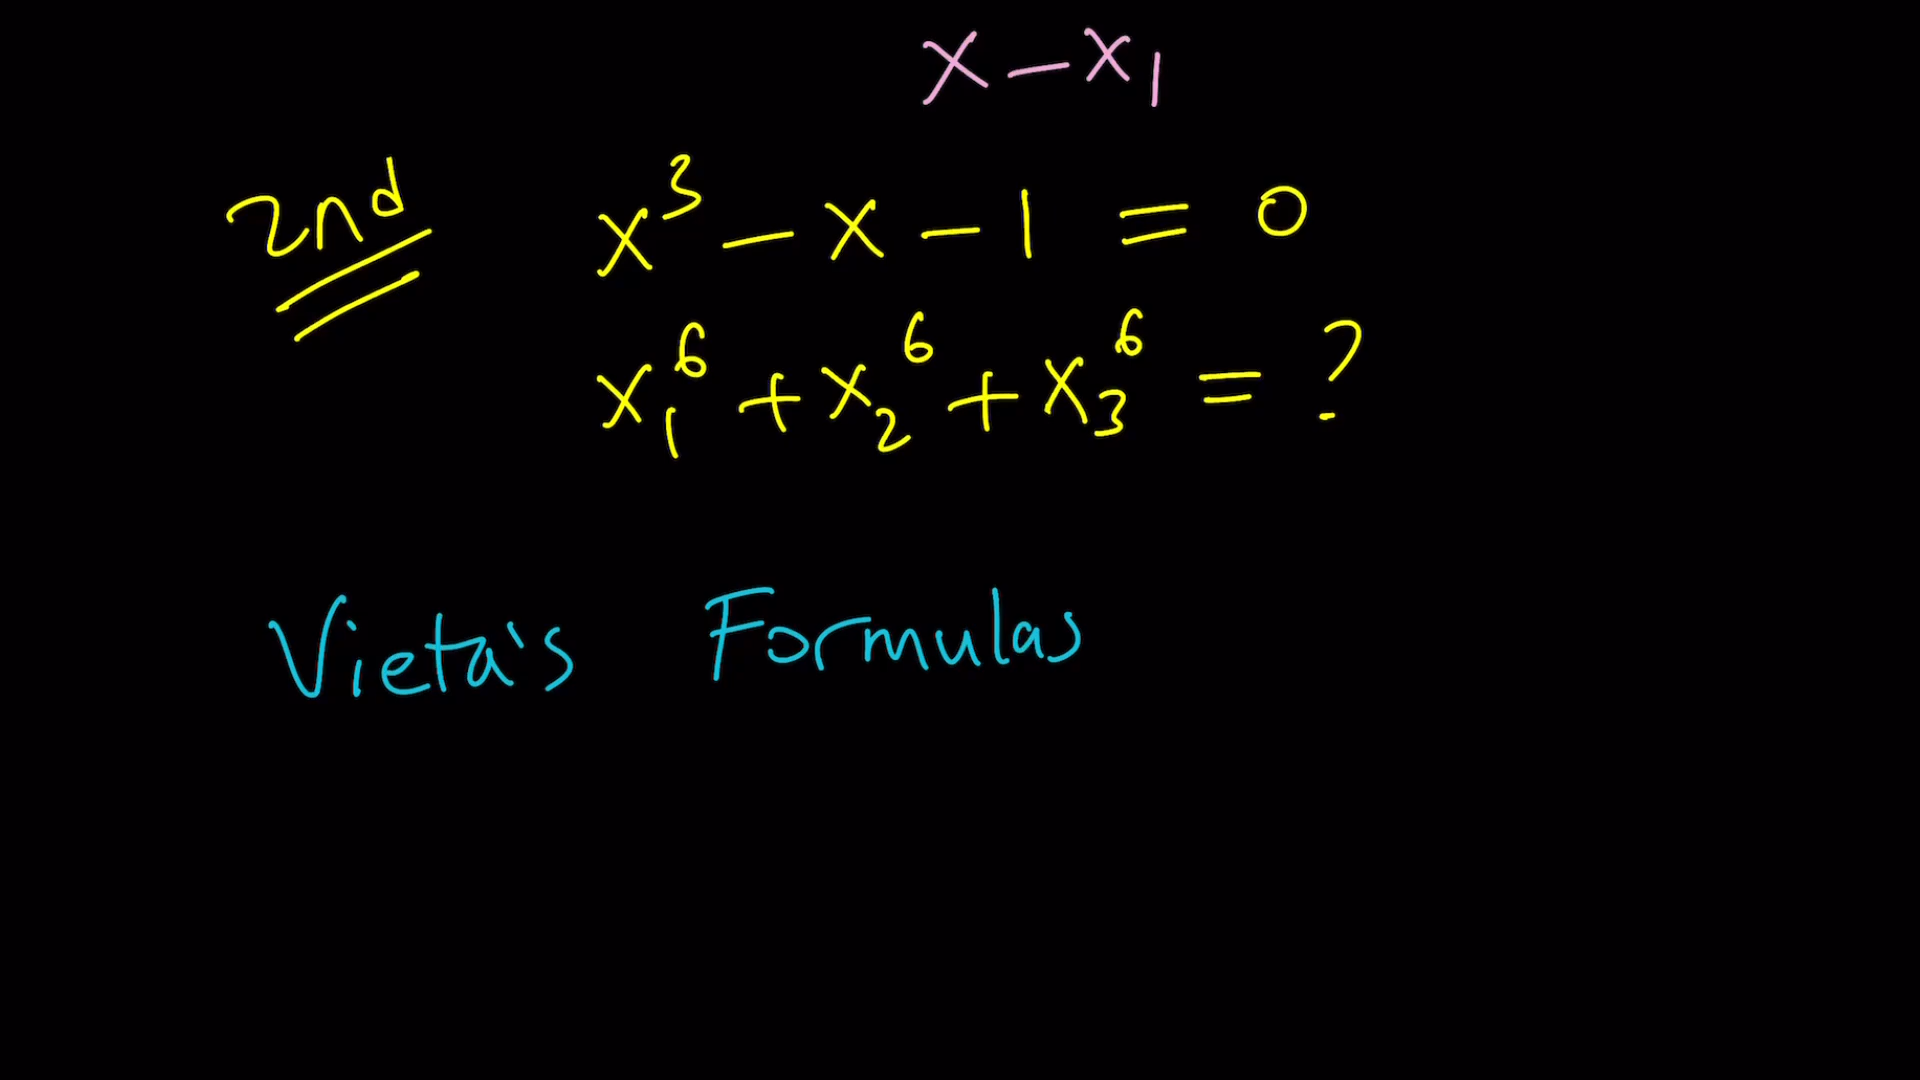 x - x₁
2nd x³ - x - 1 = 0
x₁⁶ + x₂⁶ + x₃⁶ = ?
Vieta's Formulas